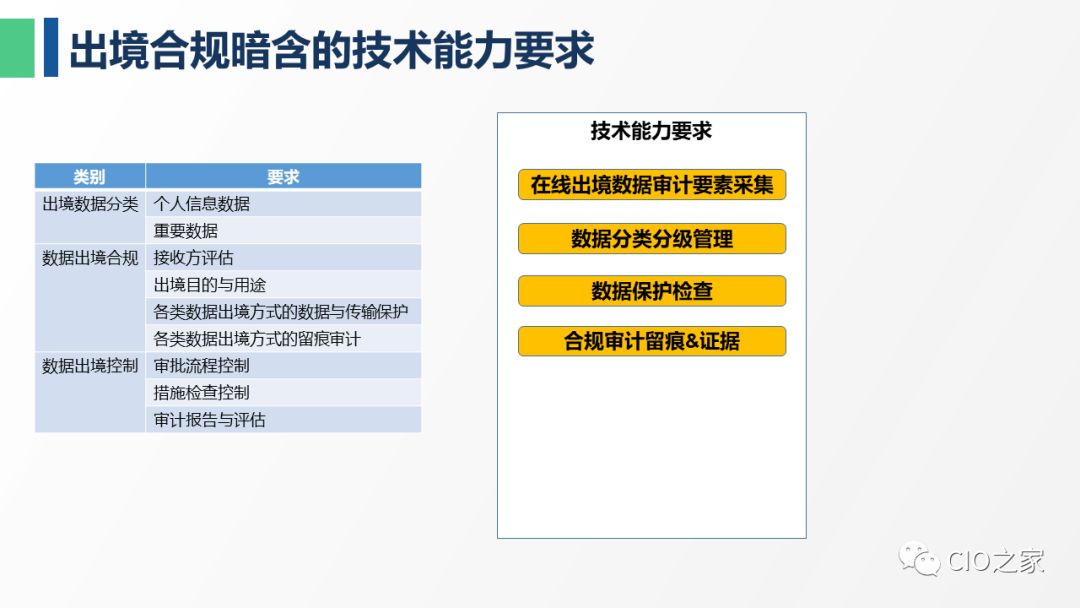 出境合规暗含的技术能力要求
类别 要求
出境数据分类 个人信息数据
重要数据
数据出境合规 接收方评估
出境目的与用途
各类数据出境方式的数据与传输保护
各类数据出境方式的留痕审计
数据出境控制 审批流程控制
措施检查控制
审计报告与评估
技术能力要求
在线出境数据审计要素采集
数据分类分级管理
数据保护检查
合规审计留痕&证据
CIO之家